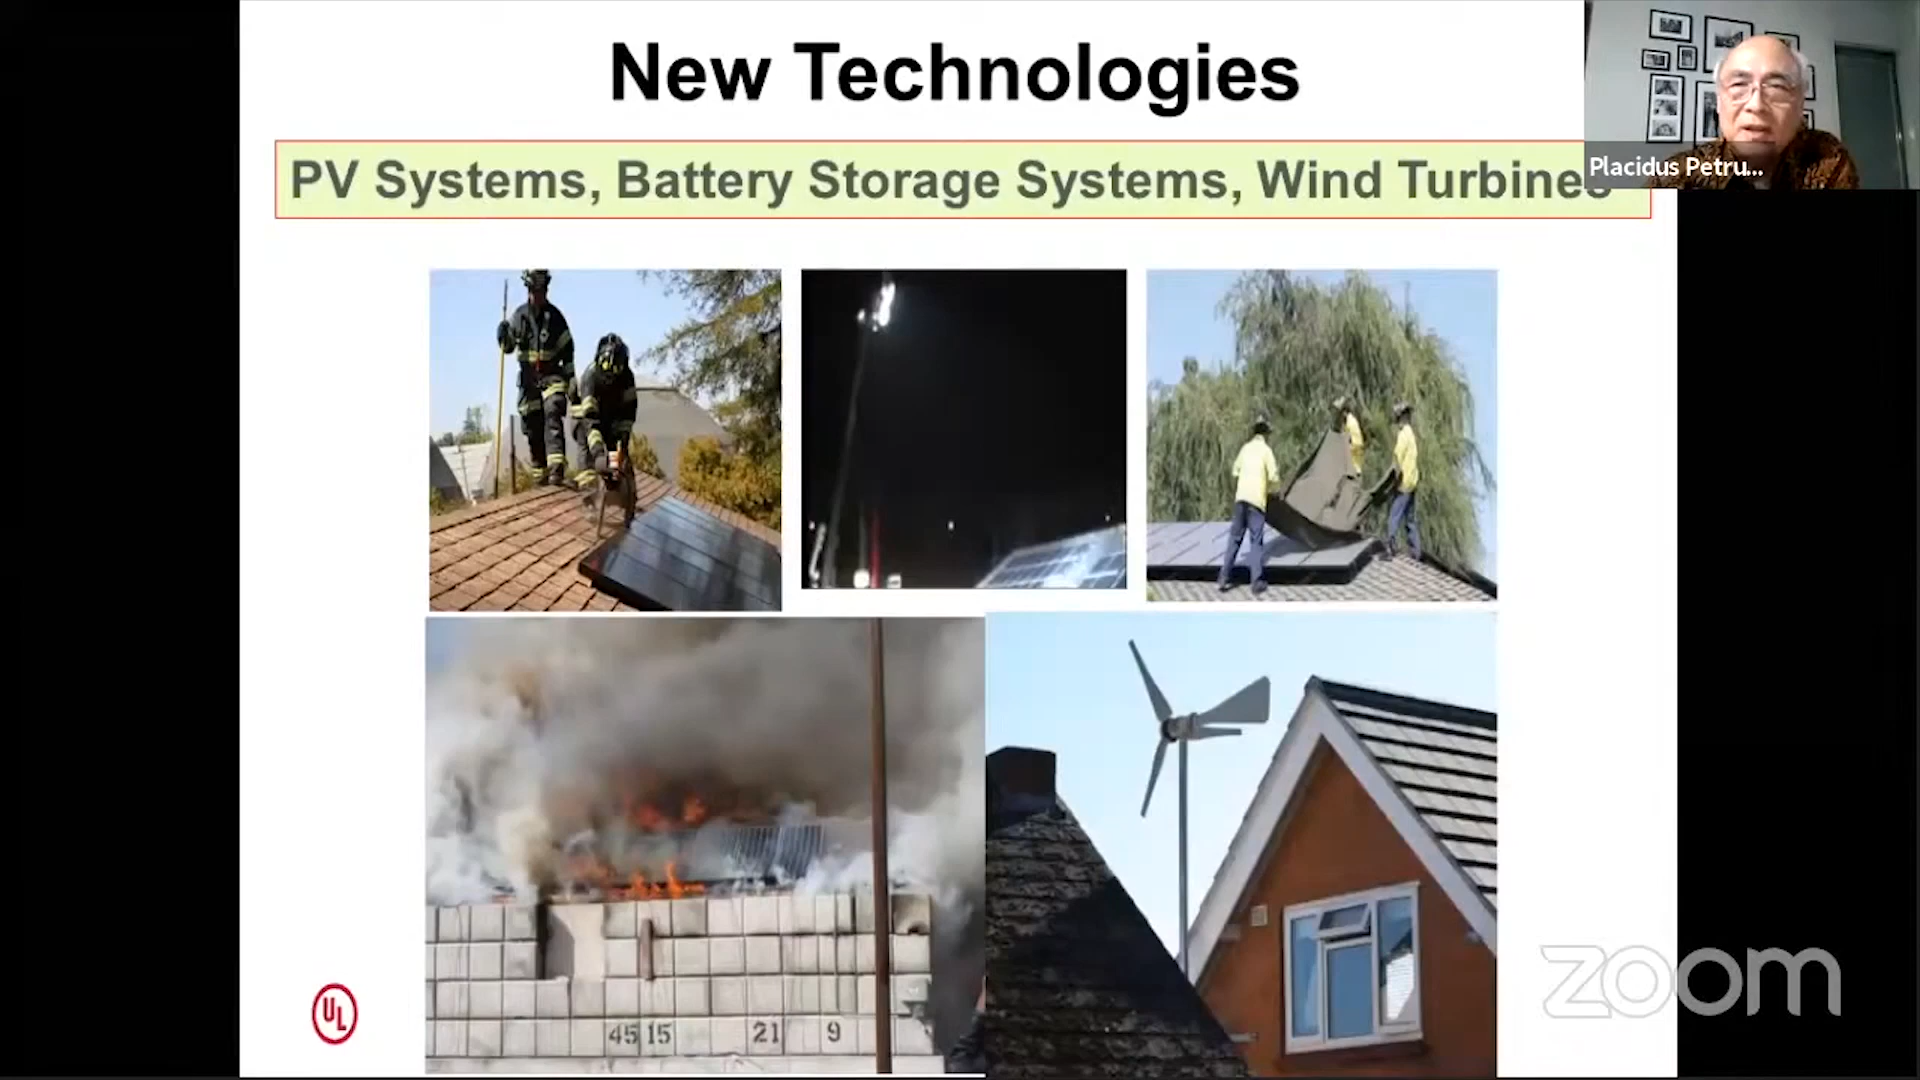 New Technologies
PV Systems, Battery Storage Systems, Wind Turbines
Placidus Petru...
45 15 21 9
UL
zoom